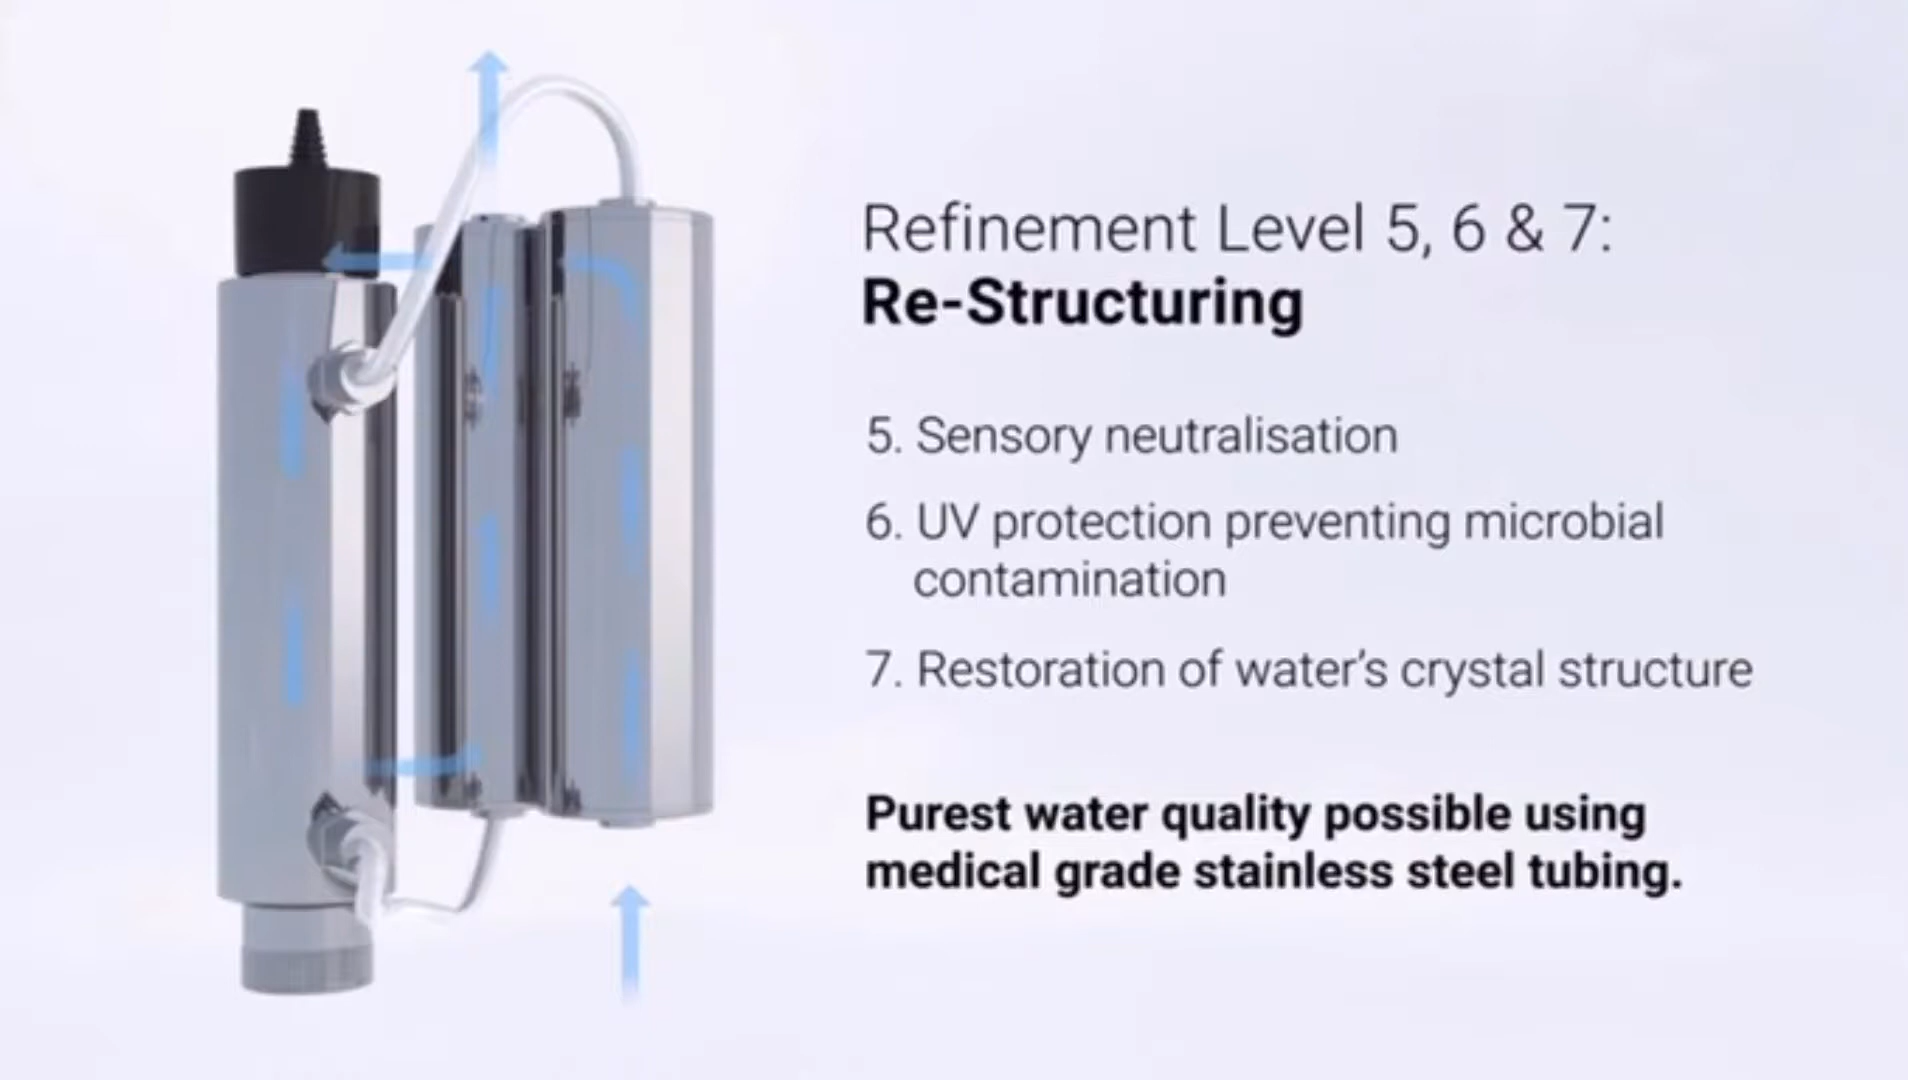 Refinement Level 5, 6 & 7:
Re-Structuring
5. Sensory neutralisation
6. UV protection preventing microbial
contamination
7. Restoration of water's crystal structure
Purest water quality possible using
medical grade stainless steel tubing.